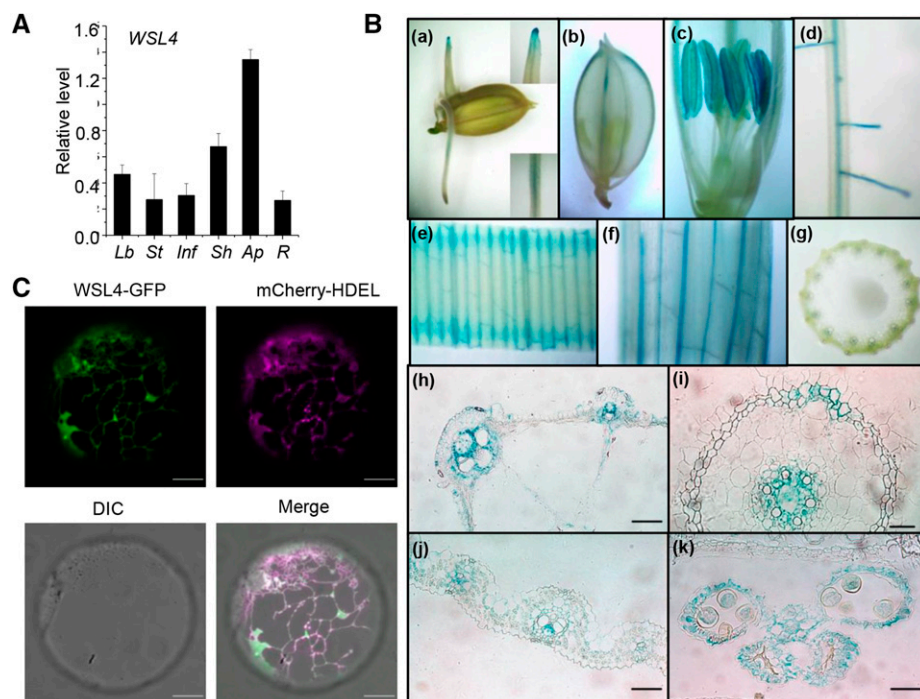 A
WSL4
Relative level
1.6
1.2
0.8
0.4
0.0
Lb St Inf Sh Ap R
B
(a)
(b)
(c)
(d)
(e)
(f)
(g)
(h)
(i)
(j)
(k)
C
WSL4-GFP
mCherry-HDEL
DIC
Merge